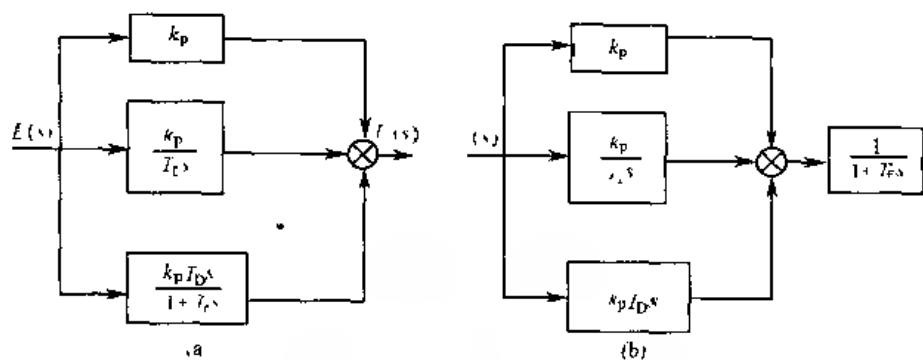 k_p
k_p
E(s)
k_p
T_I s
k_p
s
k_p T_D s
1 + T_F s
k_p T_D s
1
1 + T_F s
(a
(b)